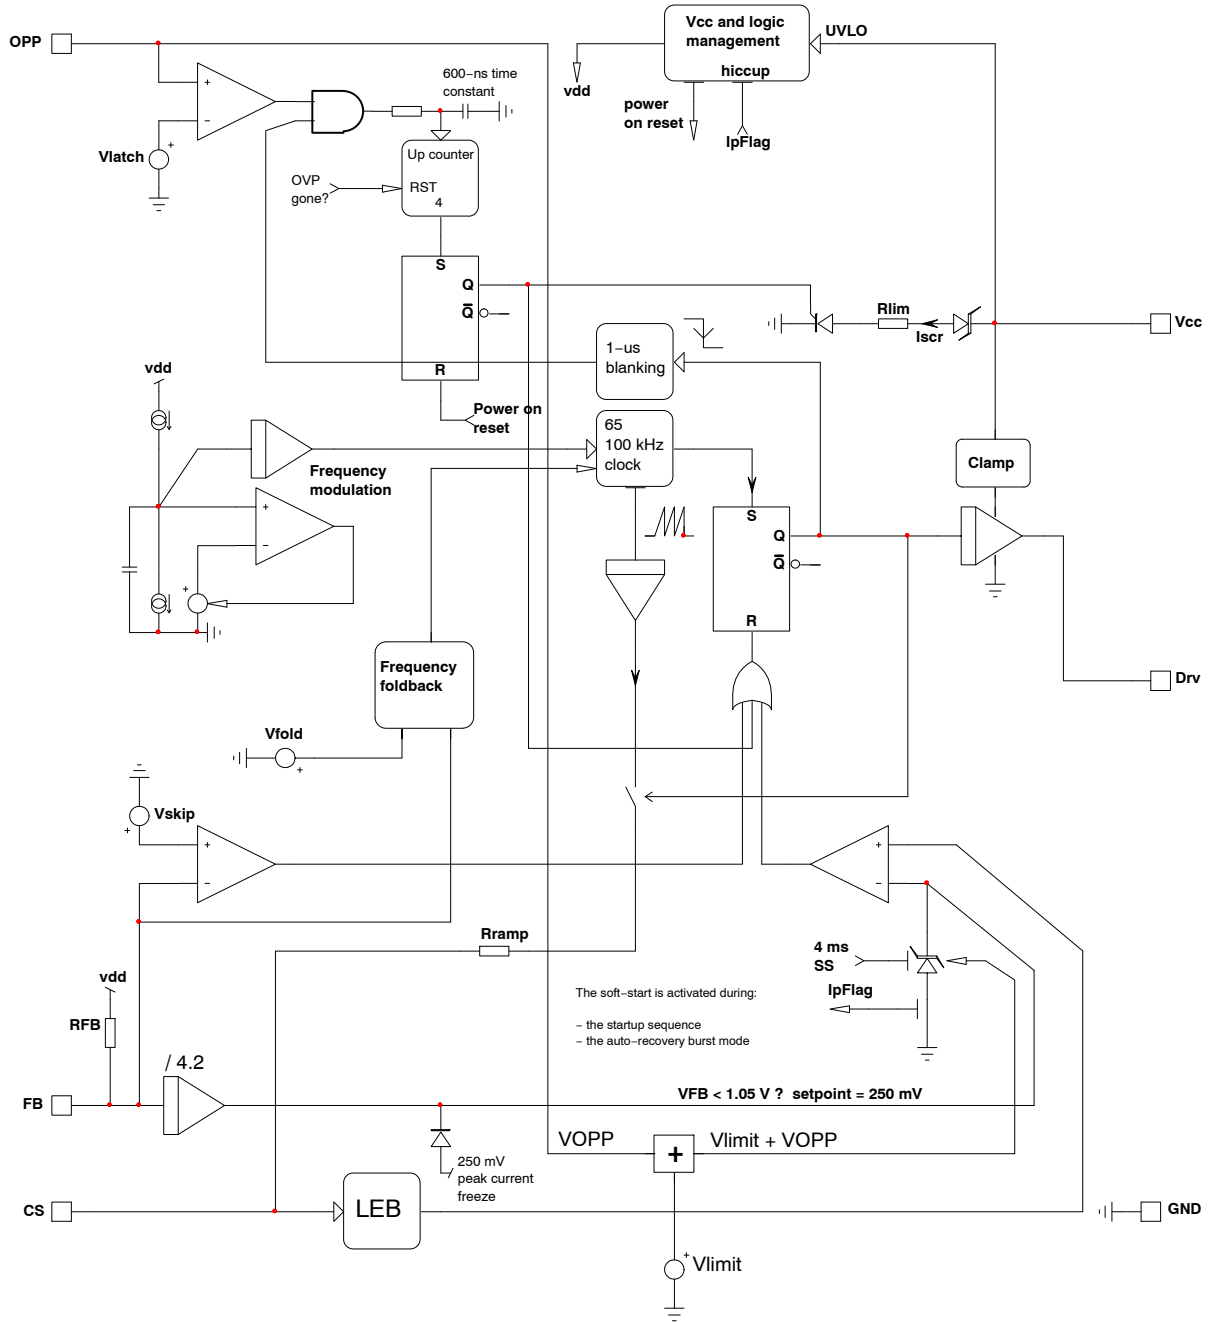 Vcc and logic
management
hiccup
UVLO
OPP
vdd
power
on reset
IpFlag
600-ns time
constant
+
-
Vlatch
+
Up counter
RST
4
OVP
gone?
S
Q
Q
R
Power on
reset
Rlim
Iscr
Vcc
1-us
blanking
vdd
65
100 kHz
clock
Frequency
modulation
+
-
+
Clamp
S
Q
Q
R
Drv
Frequency
foldback
Vfold
+
Vskip
+
+
-
+
-
Rramp
4 ms
SS
IpFlag
vdd
RFB
The soft-start is activated during:
- the startup sequence
- the auto-recovery burst mode
/ 4.2
FB
VFB < 1.05 V ? setpoint = 250 mV
VOPP
+
Vlimit + VOPP
250 mV
peak current
freeze
CS
LEB
GND
+
Vlimit